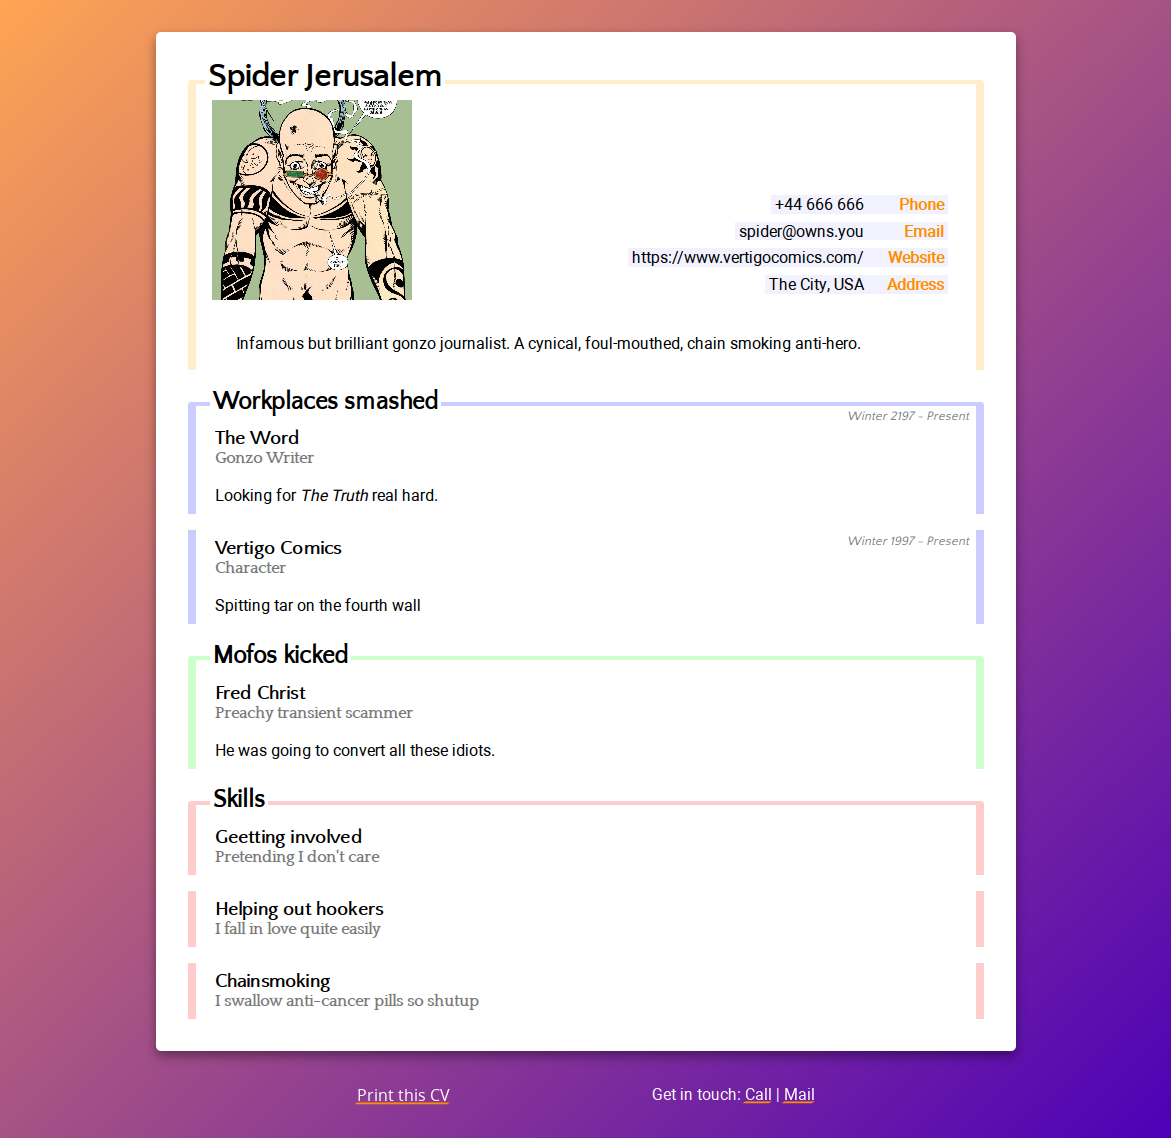 Spider Jerusalem
+44 666 666 Phone
spider@owns.you Email
https://www.vertigocomics.com/ Website
The City, USA Address
Infamous but brilliant gonzo journalist. A cynical, foul-mouthed, chain smoking anti-hero.
Workplaces smashed
Winter 2197 - Present
The Word
Gonzo Writer
Looking for The Truth real hard.
Vertigo Comics
Winter 1997 - Present
Character
Spitting tar on the fourth wall
Mofos kicked
Fred Christ
Preachy transient scammer
He was going to convert all these idiots.
Skills
Geetting involved
Pretending I don't care
Helping out hookers
I fall in love quite easily
Chainsmoking
I swallow anti-cancer pills so shutup
Print this CV
Get in touch: Call | Mail